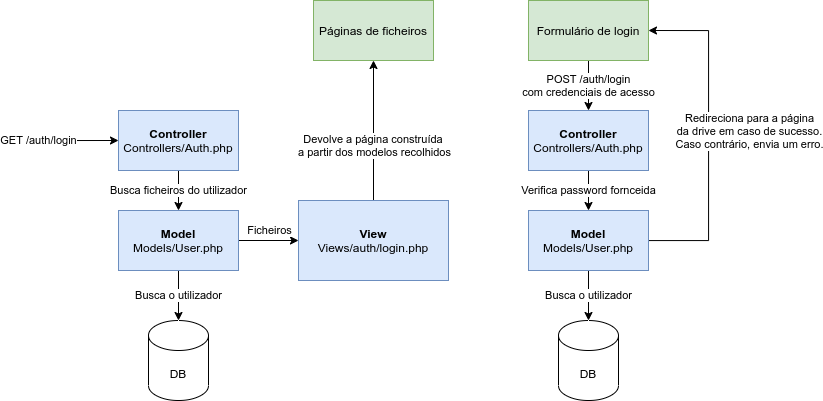 Páginas de ficheiros
Devolve a página construída
a partir dos modelos recolhidos
GET /auth/login
Controller
Controllers/Auth.php
Busca ficheiros do utilizador
Model
Models/User.php
Ficheiros
View
Views/auth/login.php
Busca o utilizador
DB
Formulário de login
POST /auth/login
com credenciais de acesso
Controller
Controllers/Auth.php
Verifica password fornceida
Model
Models/User.php
Busca o utilizador
DB
Redireciona para a página
da drive em caso de sucesso.
Caso contrário, envia um erro.